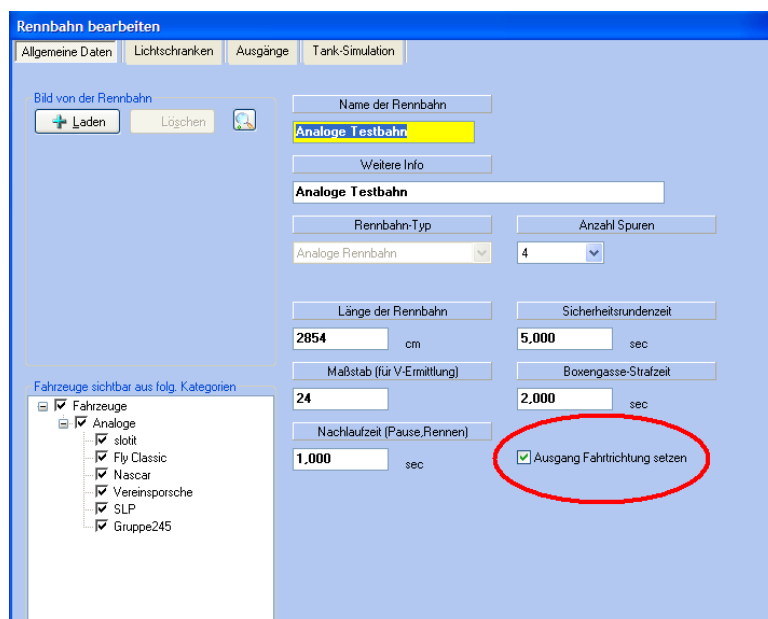 Rennbahn bearbeiten
Allgemeine Daten Lichtschranken Ausgänge Tank-Simulation
Bild von der Rennbahn
Laden Löschen
Name der Rennbahn
Analoge Testbahn
Weitere Info
Analoge Testbahn
Rennbahn-Typ Anzahl Spuren
Analoge Rennbahn 4
Länge der Rennbahn Sicherheitsrundenzeit
2854 cm 5,000 sec
Maßstab (für V-Ermittlung) Boxengasse-Strafzeit
24 2,000 sec
Nachlaufzeit (Pause,Rennen)
1,000 sec Ausgang Fahrtrichtung setzen
Fahrzeuge sichtbar aus folg. Kategorien
Fahrzeuge
Analoge
slotit
Fly Classic
Nascar
Vereinsporsche
SLP
Gruppe245